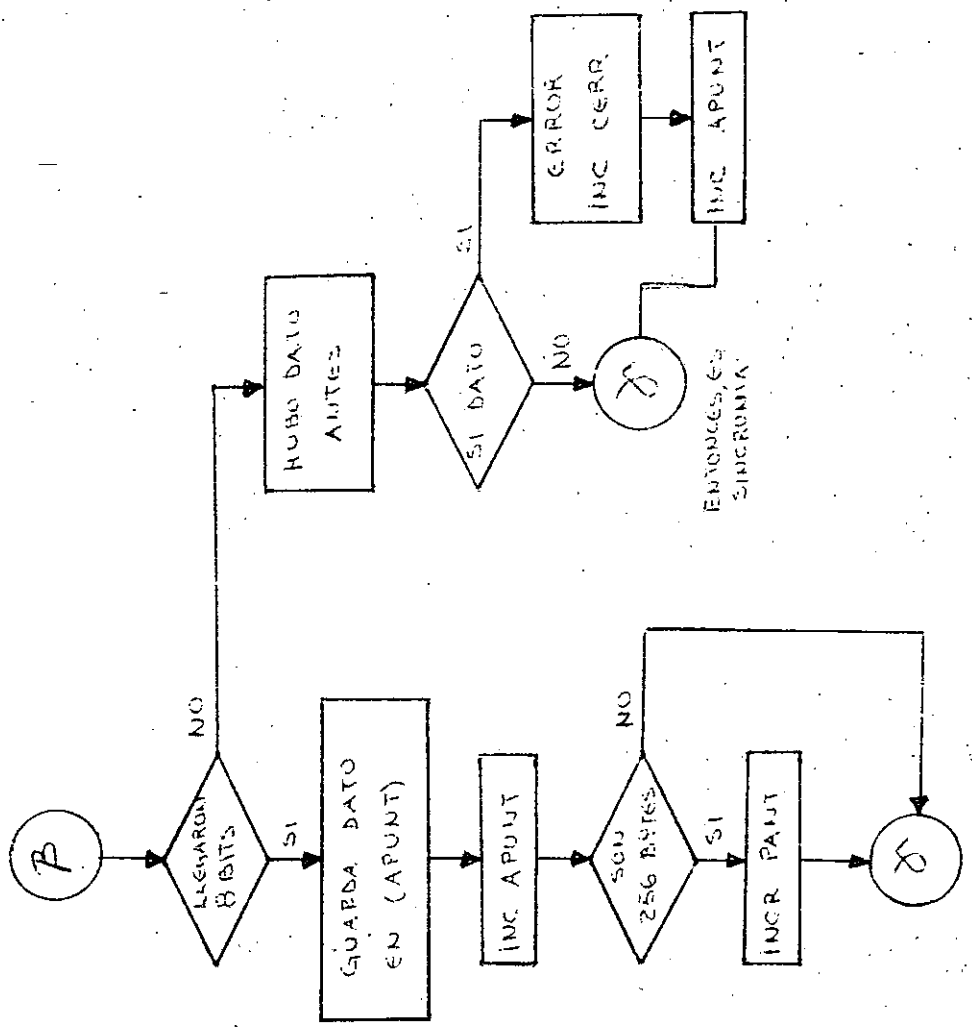 β
LLEGARON
8 BITS
NO
SI
GUARDA DATO
EN (APUNT)
INC APUNT
SON
256 BYTES
NO
SI
INCR PANT
γ
HUBO DATO
ANTES
SI DATO
SI
NO
ERROR
INC CERR
INC APUNT
γ
ENTONCES, ES
SINCRONIA